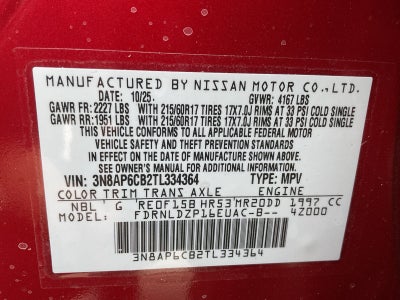 MANUFACTURED BY NISSAN MOTOR CO., LTD.
DATE: 10/25 GVWR: 4167 LBS
GAWR FR: 2227 LBS WITH 215/60R17 TIRES 17X7.0J RIMS AT 33 PSI COLD SINGLE
GAWR RR: 1951 LBS WITH 215/60R17 TIRES 17X7.0J RIMS AT 33 PSI COLD SINGLE
THIS VEHICLE CONFORMS TO ALL APPLICABLE FEDERAL MOTOR
VEHICLE SAFETY AND THEFT PREVENTION
STANDARDS IN EFFECT ON THE DATE OF
MANUFACTURE SHOWN ABOVE.
SEE OWNER'S MANUAL FOR ADDITIONAL INFORMATION.
VIN: 3N8AP6CB2TL334364 TYPE: MPV
COLOR TRIM TRANS AXLE ENGINE
NBL G RE0F15B HR53 MR20DD 1997 CC
MODEL: FDRNLDZP16EUAC-B-- 4Z000
3N8AP6CB2TL334364